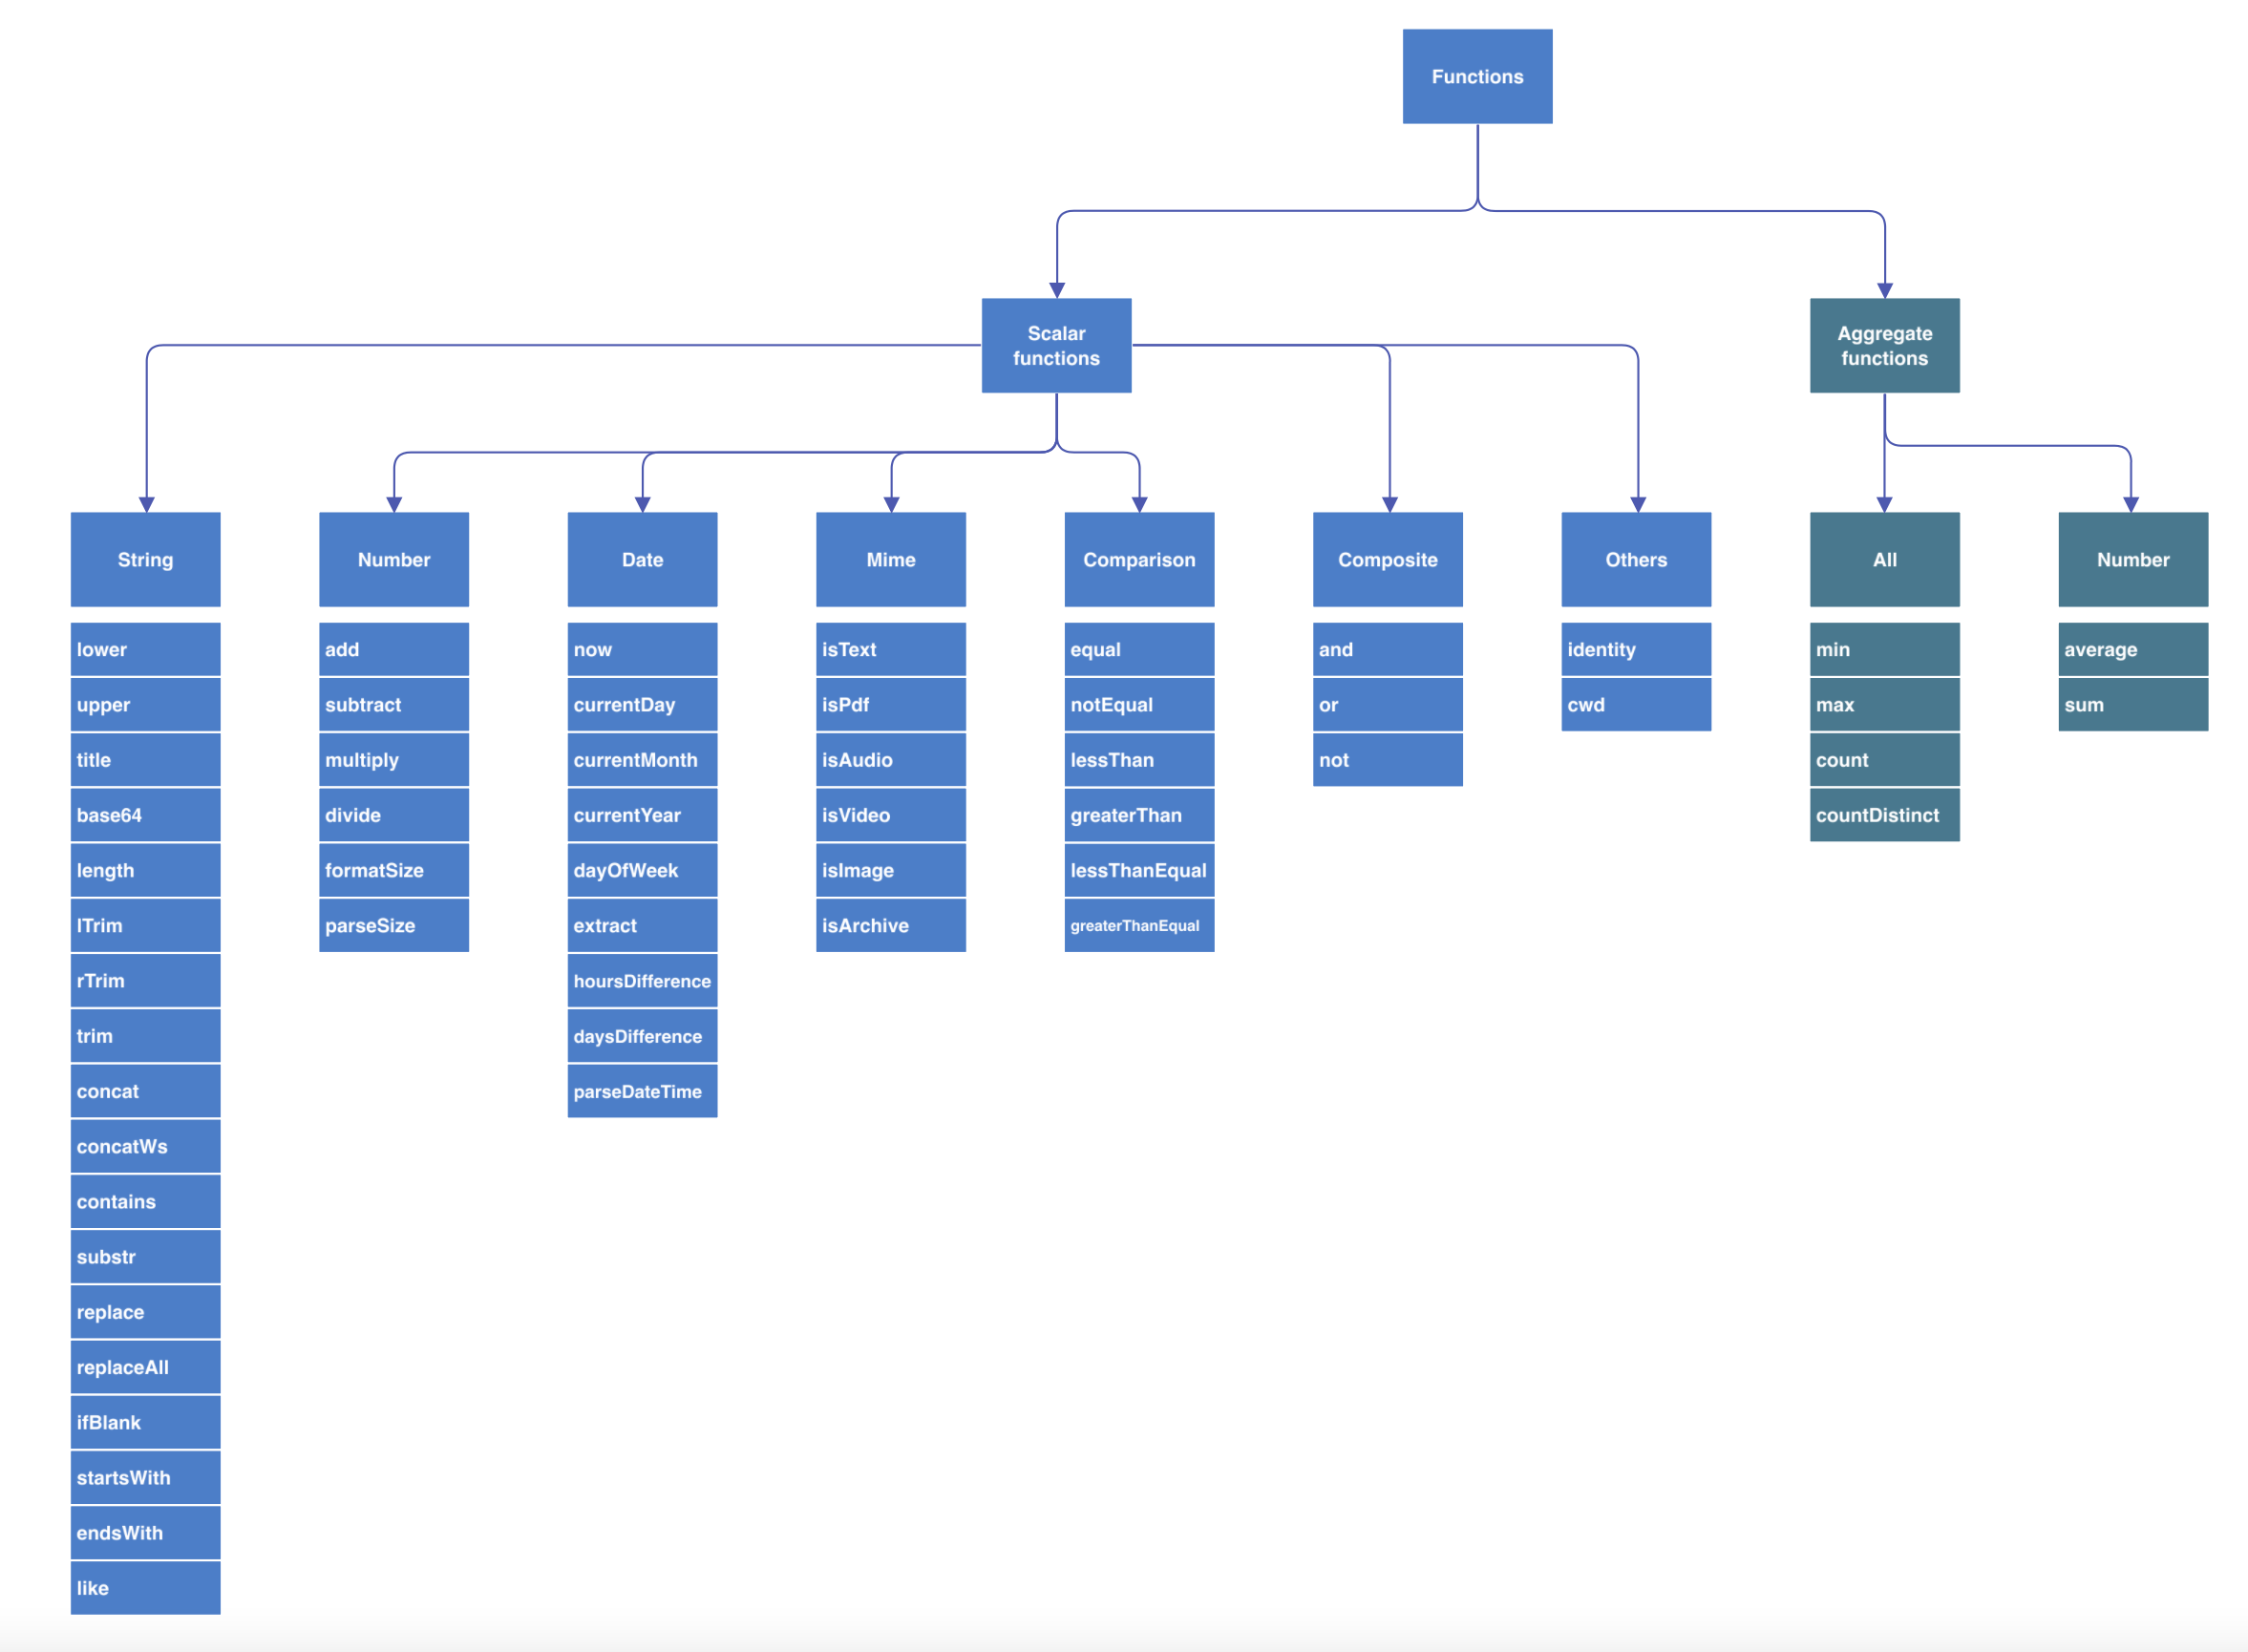 Functions
Scalar
functions
Aggregate
functions
String
Number
Date
Mime
Comparison
Composite
Others
All
Number
lower
upper
title
base64
length
lTrim
rTrim
trim
concat
concatWs
contains
substr
replace
replaceAll
ifBlank
startsWith
endsWith
like
add
subtract
multiply
divide
formatSize
parseSize
now
currentDay
currentMonth
currentYear
dayOfWeek
extract
hoursDifference
daysDifference
parseDateTime
isText
isPdf
isAudio
isVideo
isImage
isArchive
equal
notEqual
lessThan
greaterThan
lessThanEqual
greaterThanEqual
and
or
not
identity
cwd
min
max
count
countDistinct
average
sum